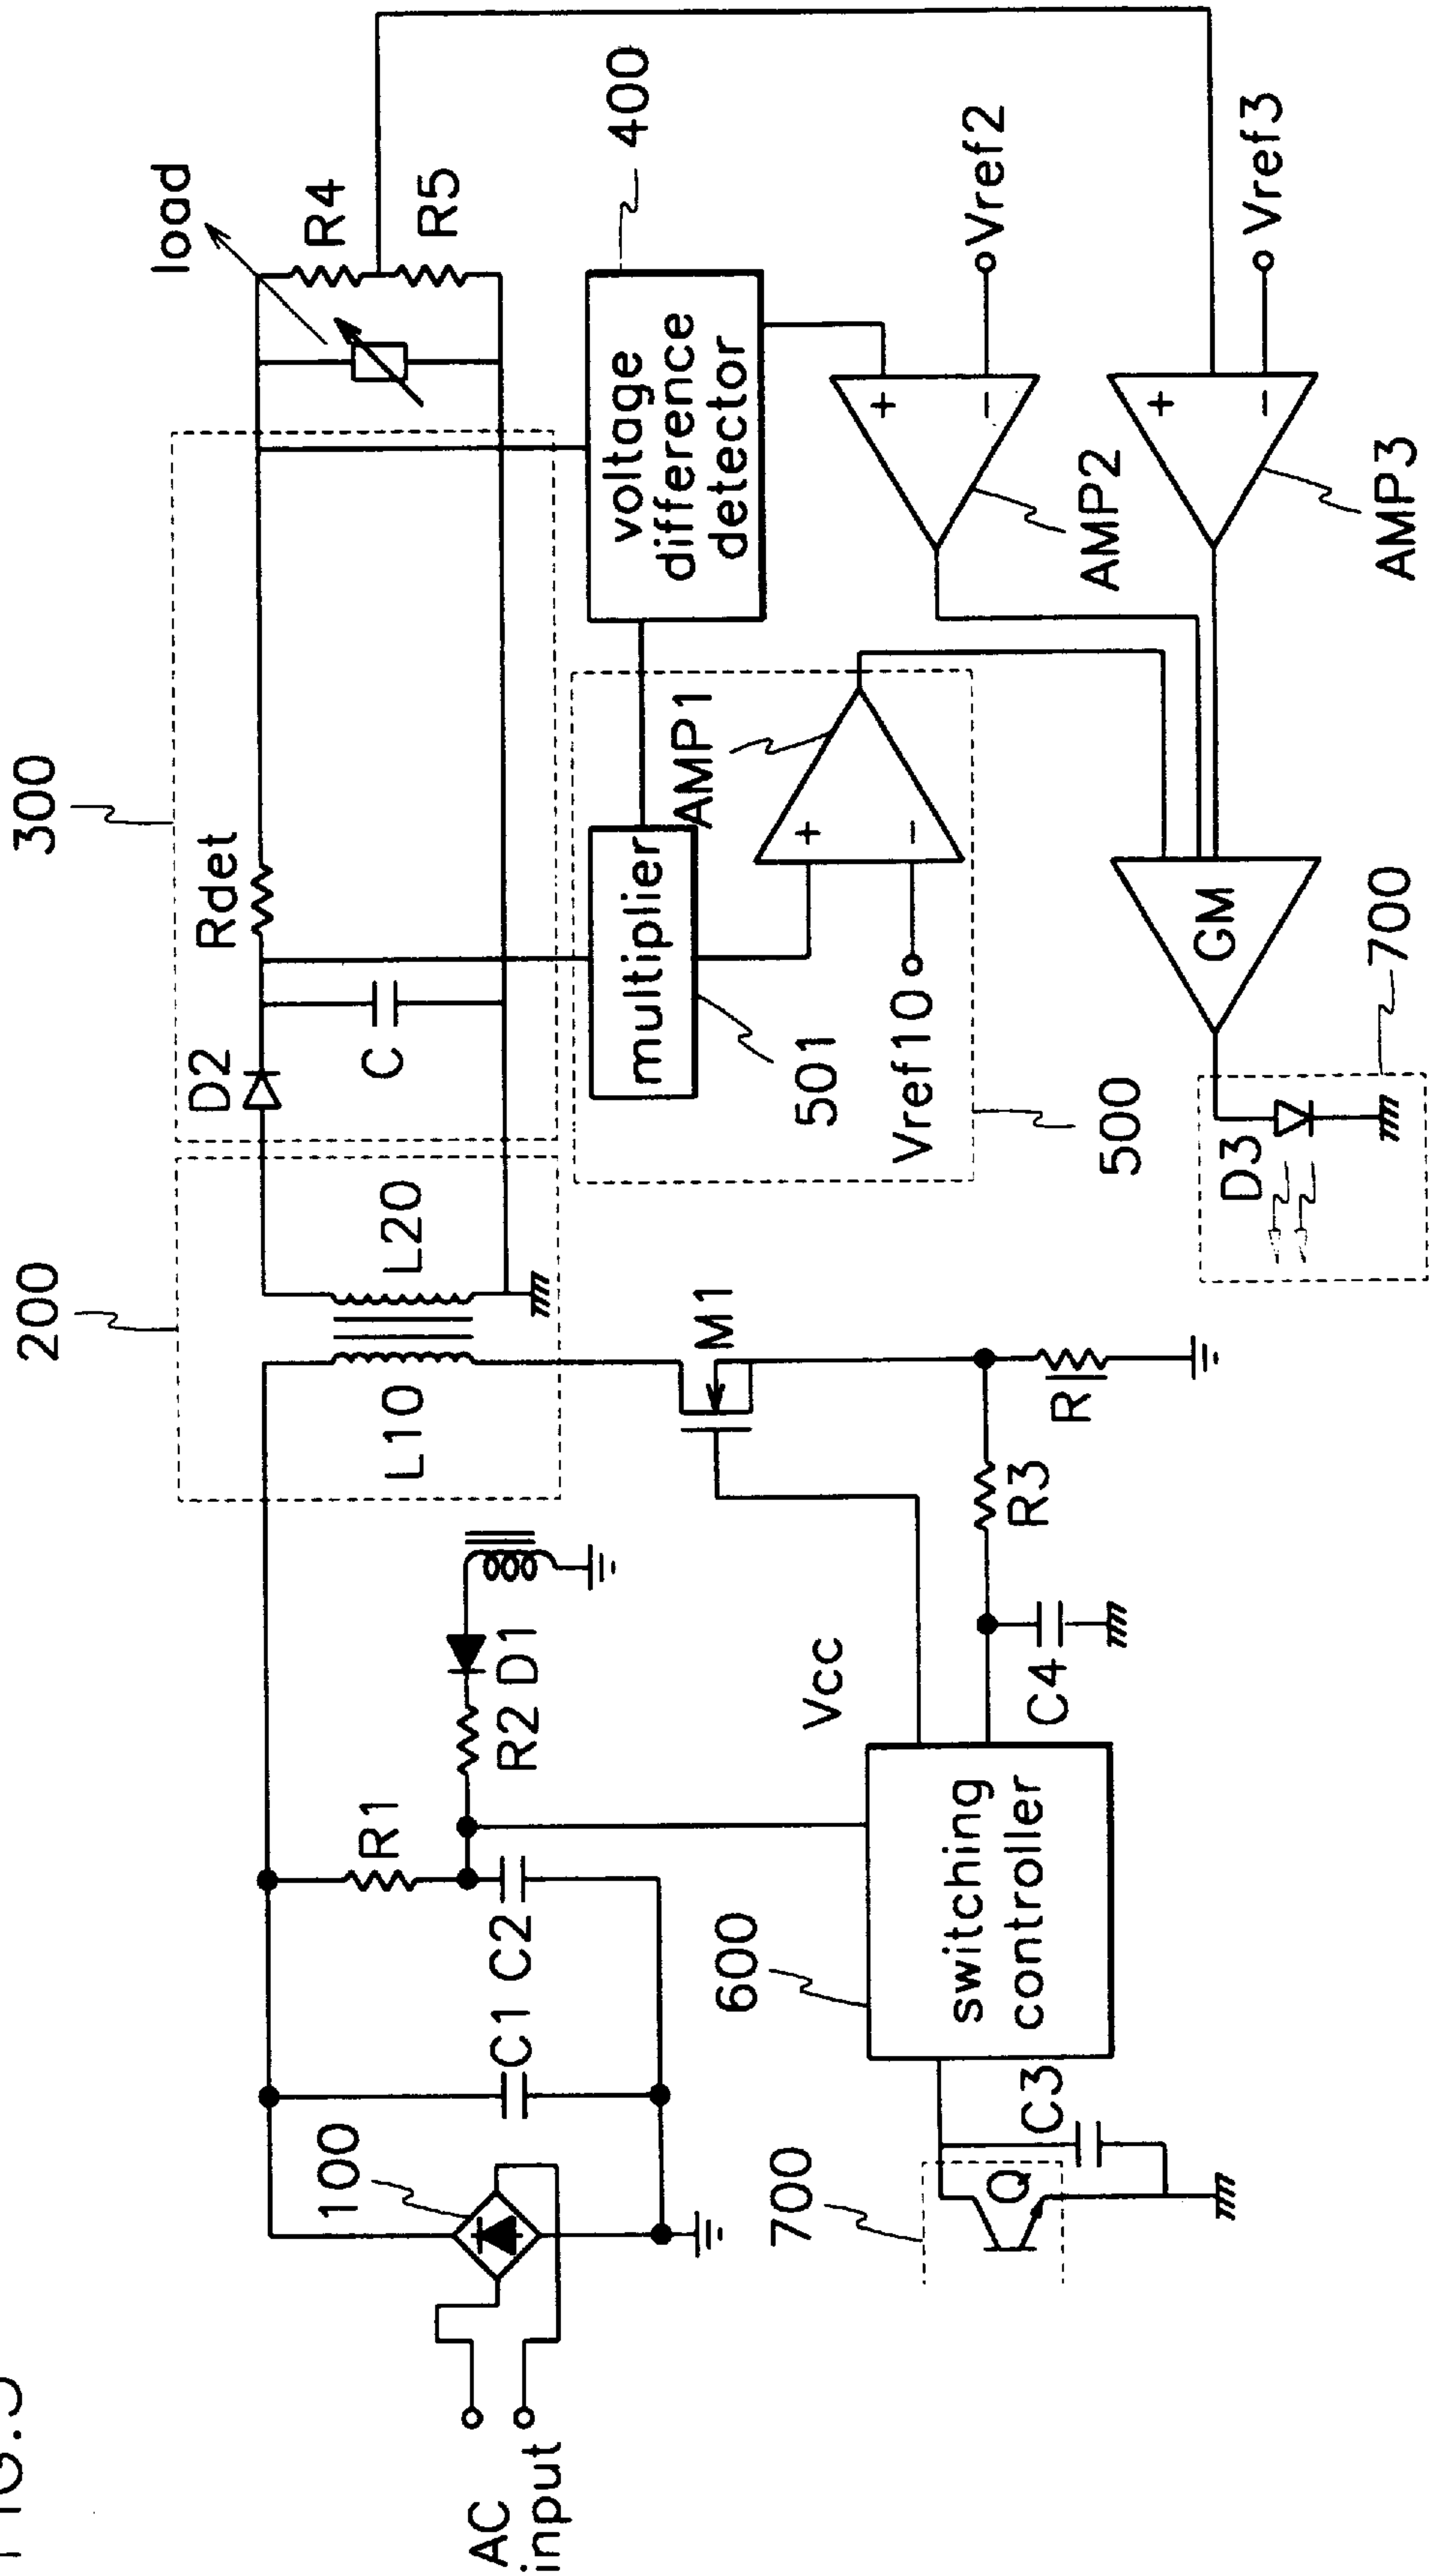 300
200
load
R4
R5
Rdet
D2
C
L20
L10
400
voltage
difference
detector
Vref2
Vref3
AMP2
AMP3
AMP1
multiplier
501
Vref10
500
GM
700
D3
M1
R
R3
R1
R2
D1
C1
C2
100
AC
input
Vcc
C4
600
switching
controller
C3
700
Q
+
−
+
−
+
−